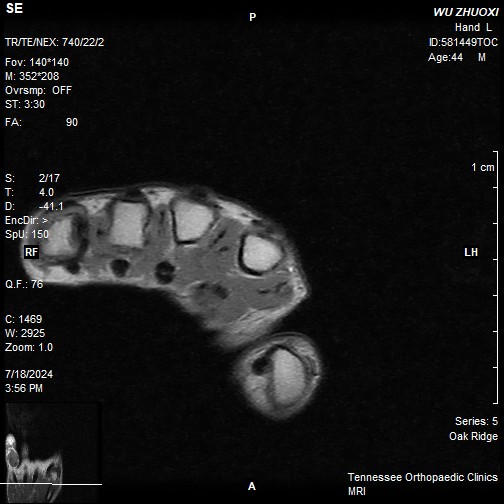 SE
P
WU ZHUOXI
Hand L
ID:581449TOC
Age:44 M
TR/TE/NEX: 740/22/2
Fov: 140*140
M: 352*208
Ovrsmp: OFF
ST: 3:30
FA: 90
1 cm
S: 2/17
T: 4.0
D: -41.1
EncDir: >
SpU: 150
RF
LH
Q.F.: 76
C: 1469
W: 2925
Zoom: 1.0
7/18/2024
3:56 PM
Series: 5
Oak Ridge
A
Tennessee Orthopaedic Clinics
MRI